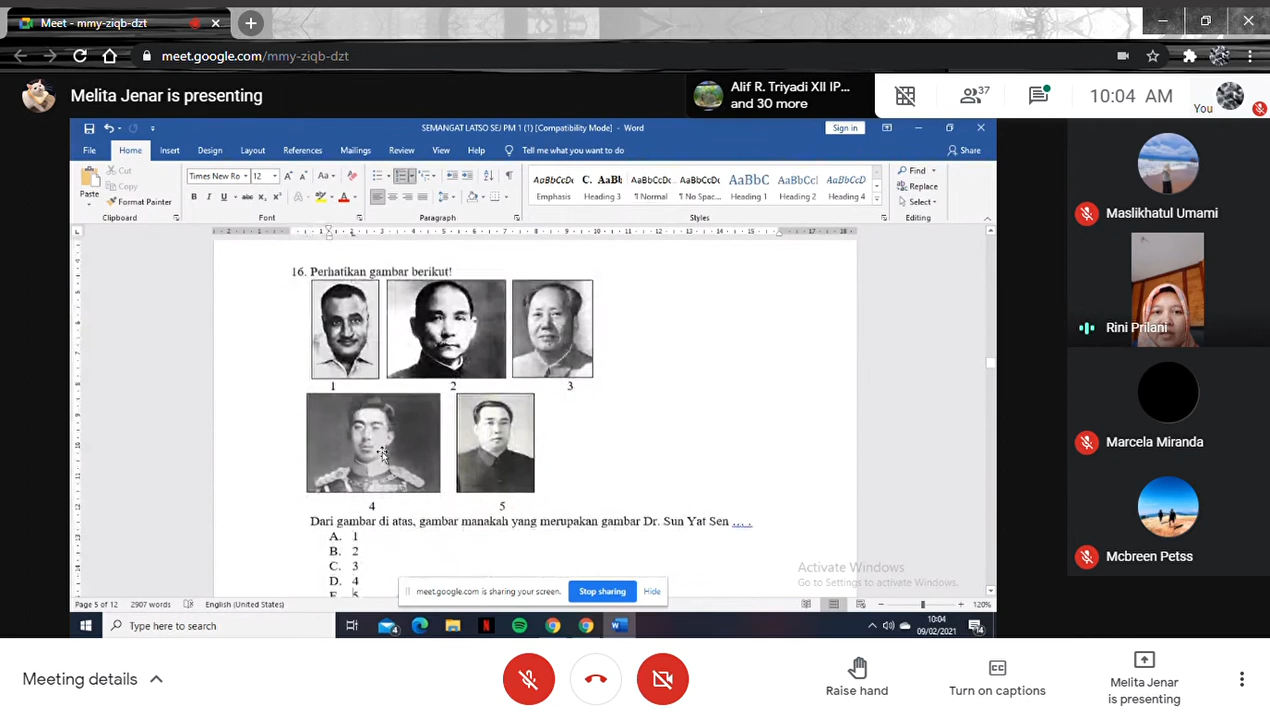 Meet - mmy-ziqb-dzt
meet.google.com/mmy-ziqb-dzt
Melita Jenar is presenting
Alif R. Triyadi XII IP...
and 30 more
37
10:04 AM
You
SEMANGAT LATSO SEJ PM 1 (1) [Compatibility Mode] - Word
Sign in
File Home Insert Design Layout References Mailings Review View Help Tell me what you want to do
Share
Paste
Cut
Copy
Format Painter
Clipboard
Times New Ro 12
Font
Paragraph
AaBbCcDc C. AaBl AaBbCcDc AaBbCcDc AaBbC AaBbCcI AaBbCcD
Emphasis Heading 3 ¶ Normal ¶ No Spac... Heading 1 Heading 2 Heading 4
Styles
Find
Replace
Select
Editing
16. Perhatikan gambar berikut!
1 2 3
4 5
Dari gambar di atas, gambar manakah yang merupakan gambar Dr. Sun Yat Sen ... .
A. 1
B. 2
C. 3
D. 4
E. 5
Activate Windows
Go to Settings to activate Windows.
meet.google.com is sharing your screen.
Stop sharing
Hide
Page 5 of 12 2907 words English (United States)
120%
Type here to search
10:04
09/02/2021
Maslikhatul Umami
Rini Prilani
Marcela Miranda
Mcbreen Petss
Meeting details
Raise hand
Turn on captions
Melita Jenar
is presenting